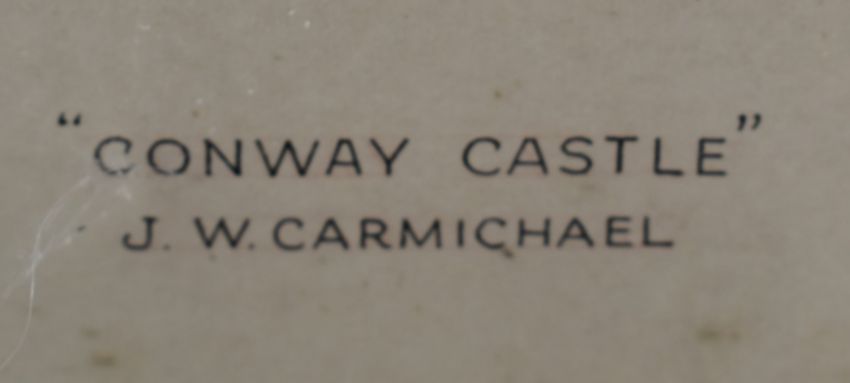 “CONWAY CASTLE”
J. W. CARMICHAEL